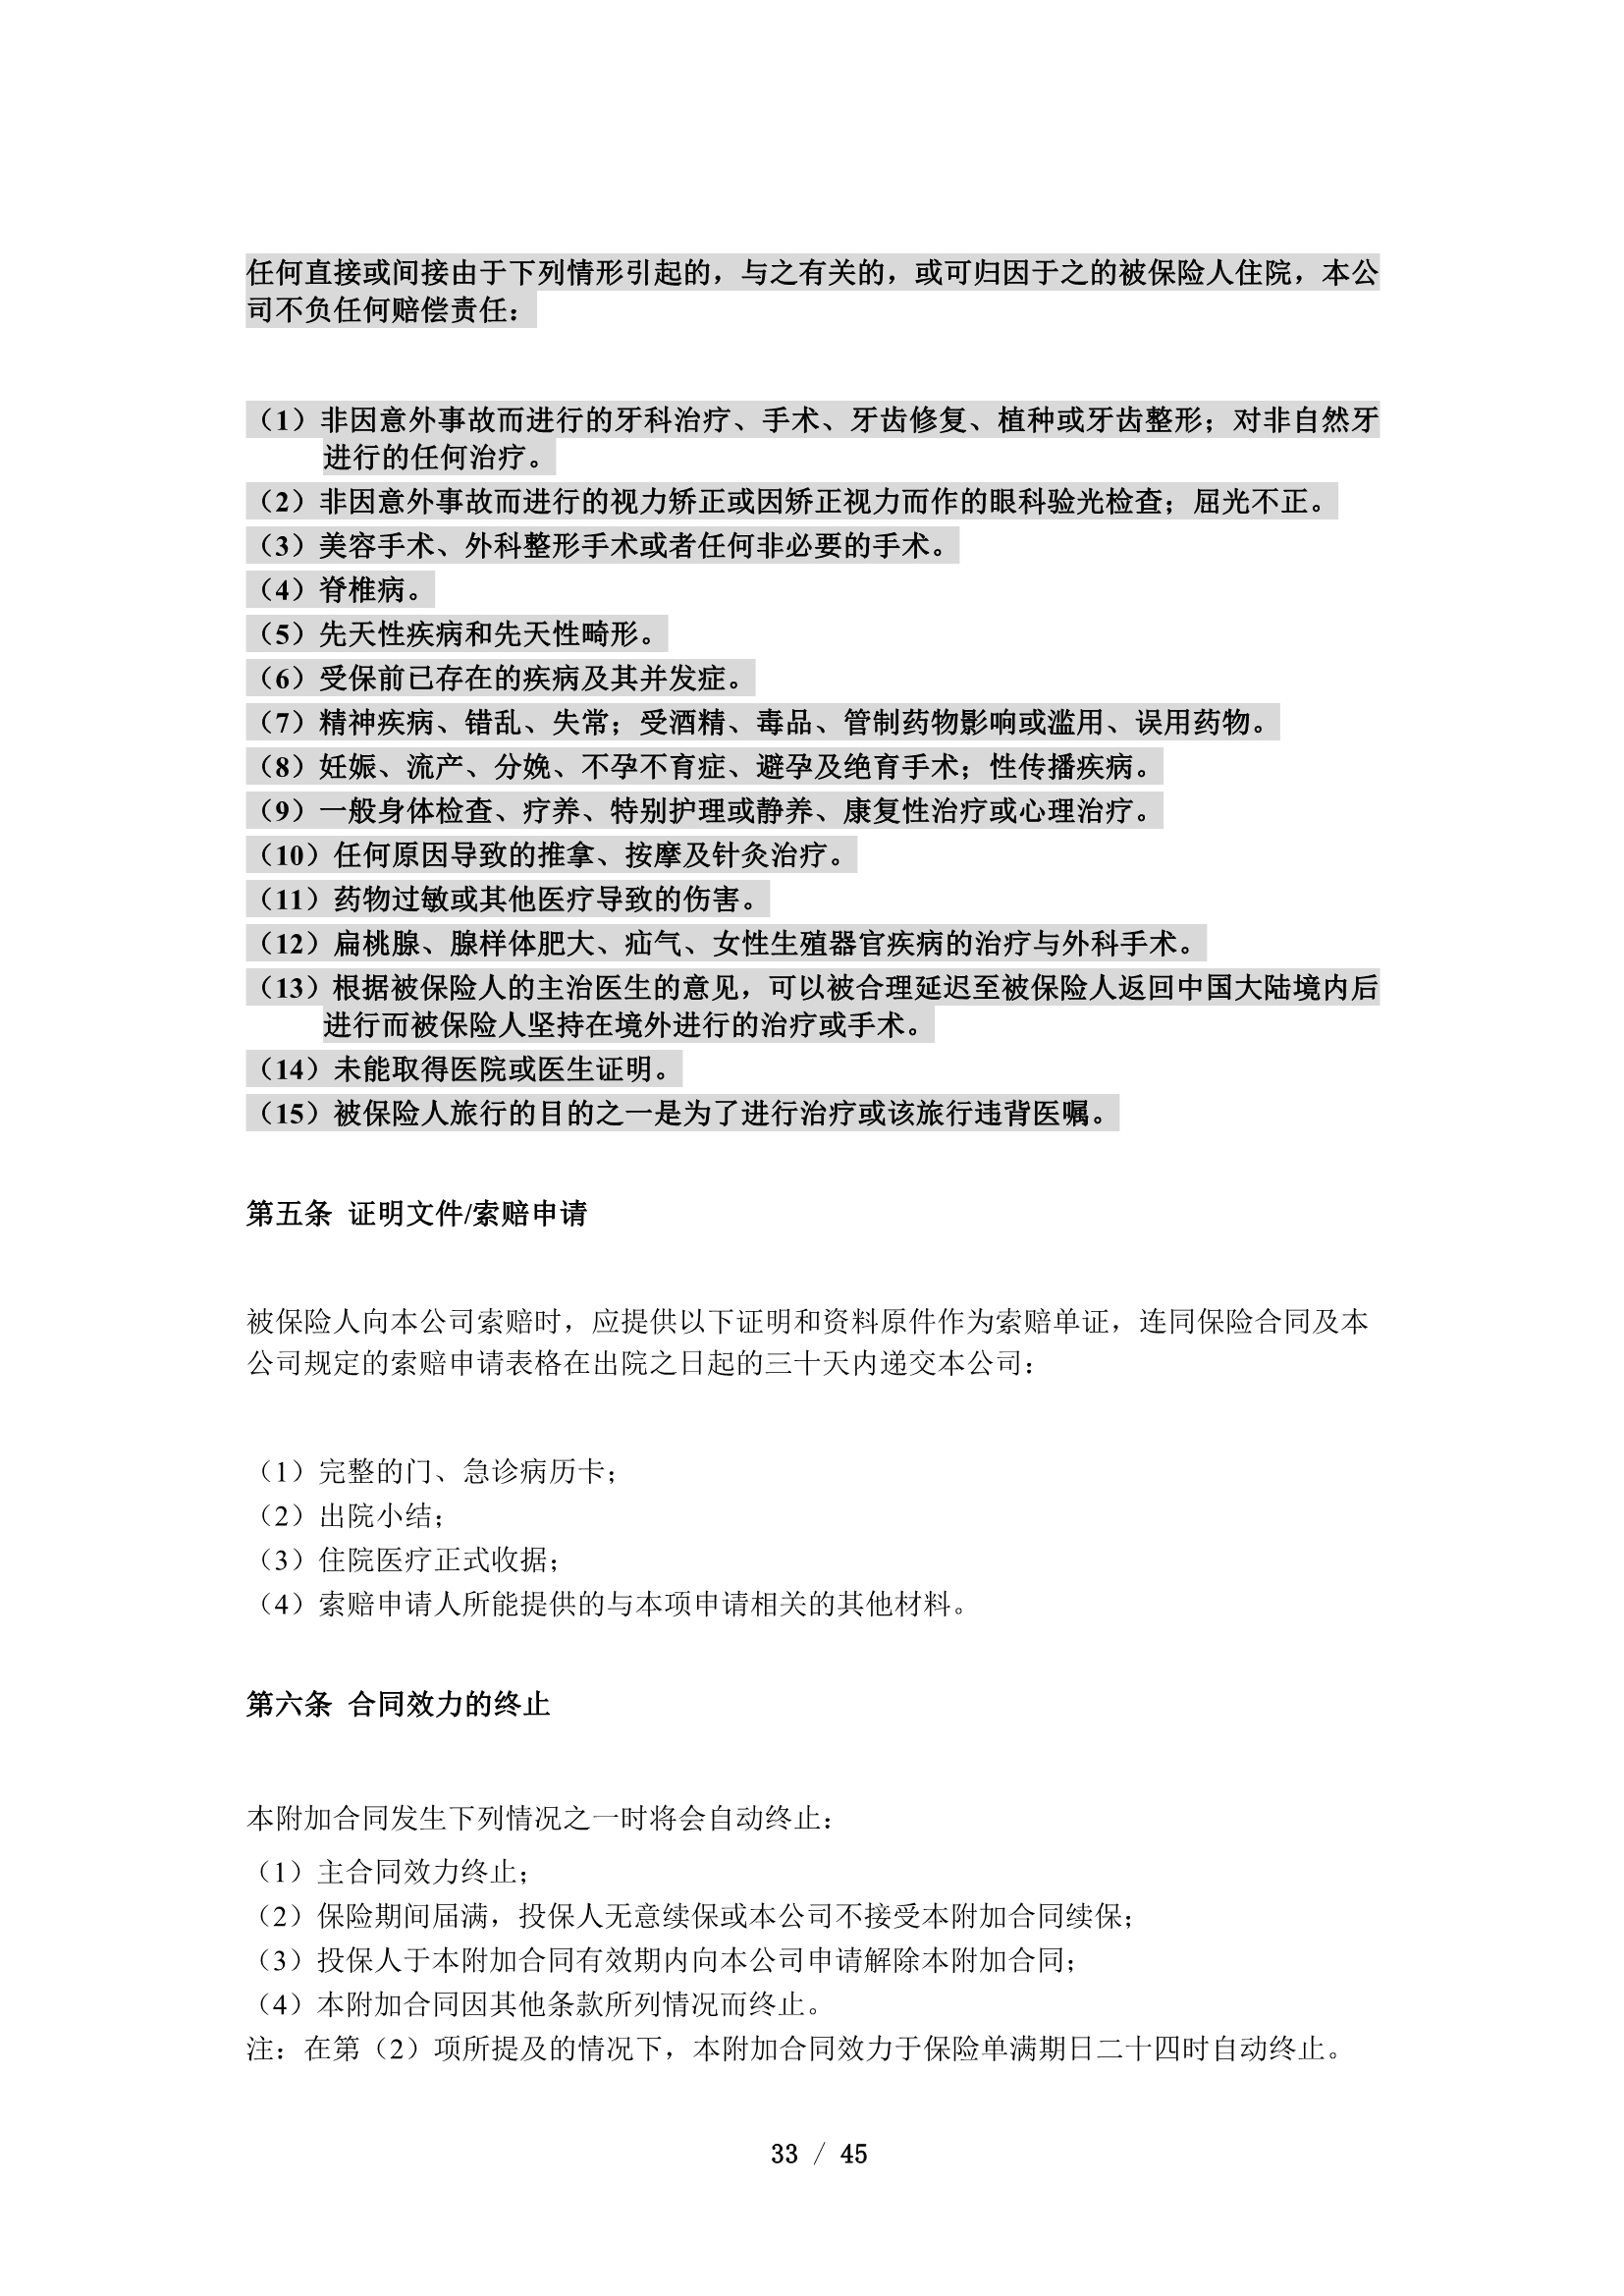 任何直接或间接由于下列情形引起的，与之有关的，或可归因于之的被保险人住院，本公
司不负任何赔偿责任：
（1）非因意外事故而进行的牙科治疗、手术、牙齿修复、植种或牙齿整形；对非自然牙
进行的任何治疗。
（2）非因意外事故而进行的视力矫正或因矫正视力而作的眼科验光检查；屈光不正。
（3）美容手术、外科整形手术或者任何非必要的手术。
（4）脊椎病。
（5）先天性疾病和先天性畸形。
（6）受保前已存在的疾病及其并发症。
（7）精神疾病、错乱、失常；受酒精、毒品、管制药物影响或滥用、误用药物。
（8）妊娠、流产、分娩、不孕不育症、避孕及绝育手术；性传播疾病。
（9）一般身体检查、疗养、特别护理或静养、康复性治疗或心理治疗。
（10）任何原因导致的推拿、按摩及针灸治疗。
（11）药物过敏或其他医疗导致的伤害。
（12）扁桃腺、腺样体肥大、疝气、女性生殖器官疾病的治疗与外科手术。
（13）根据被保险人的主治医生的意见，可以被合理延迟至被保险人返回中国大陆境内后
进行而被保险人坚持在境外进行的治疗或手术。
（14）未能取得医院或医生证明。
（15）被保险人旅行的目的之一是为了进行治疗或该旅行违背医嘱。
第五条 证明文件/索赔申请
被保险人向本公司索赔时，应提供以下证明和资料原件作为索赔单证，连同保险合同及本
公司规定的索赔申请表格在出院之日起的三十天内递交本公司：
（1）完整的门、急诊病历卡；
（2）出院小结；
（3）住院医疗正式收据；
（4）索赔申请人所能提供的与本项申请相关的其他材料。
第六条 合同效力的终止
本附加合同发生下列情况之一时将会自动终止：
（1）主合同效力终止；
（2）保险期间届满，投保人无意续保或本公司不接受本附加合同续保；
（3）投保人于本附加合同有效期内向本公司申请解除本附加合同；
（4）本附加合同因其他条款所列情况而终止。
注：在第（2）项所提及的情况下，本附加合同效力于保险单满期日二十四时自动终止。
33 / 45